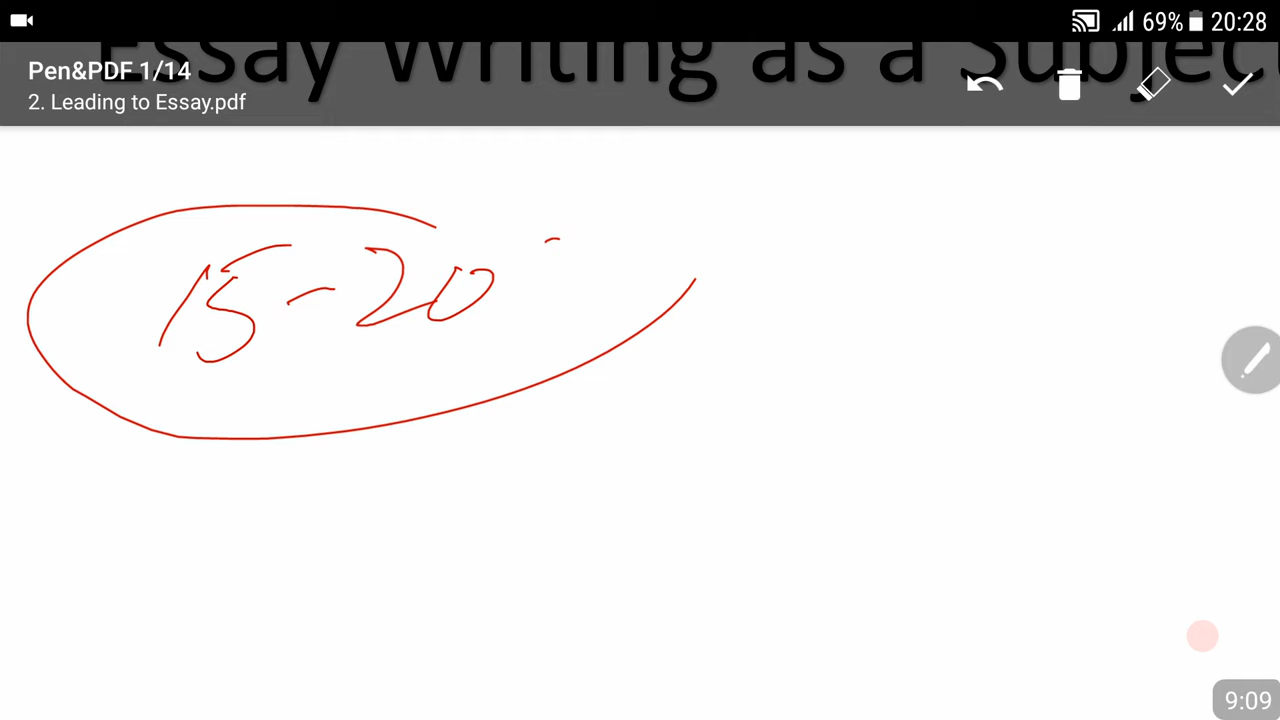 69% 20:28
Essay Writing as a Subject
Pen&PDF 1/14
2. Leading to Essay.pdf
15-20
9:09